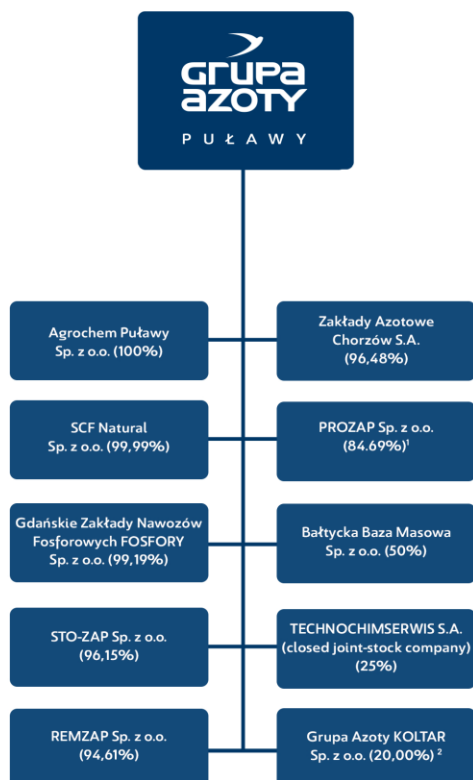 GRUPA
AZOTY
PUŁAWY
Agrochem Puławy
Sp. z o.o. (100%)
Zakłady Azotowe
Chorzów S.A.
(96,48%)
SCF Natural
Sp. z o.o. (99,99%)
PROZAP Sp. z o.o.
(84.69%)¹
Gdańskie Zakłady Nawozów
Fosforowych FOSFORY
Sp. z o.o. (99,19%)
Bałtycka Baza Masowa
Sp. z o.o. (50%)
STO-ZAP Sp. z o.o.
(96,15%)
TECHNOCHIMSERWIS S.A.
(closed joint-stock company)
(25%)
REMZAP Sp. z o.o.
(94,61%)
Grupa Azoty KOLTAR
Sp. z o.o. (20,00%) ²